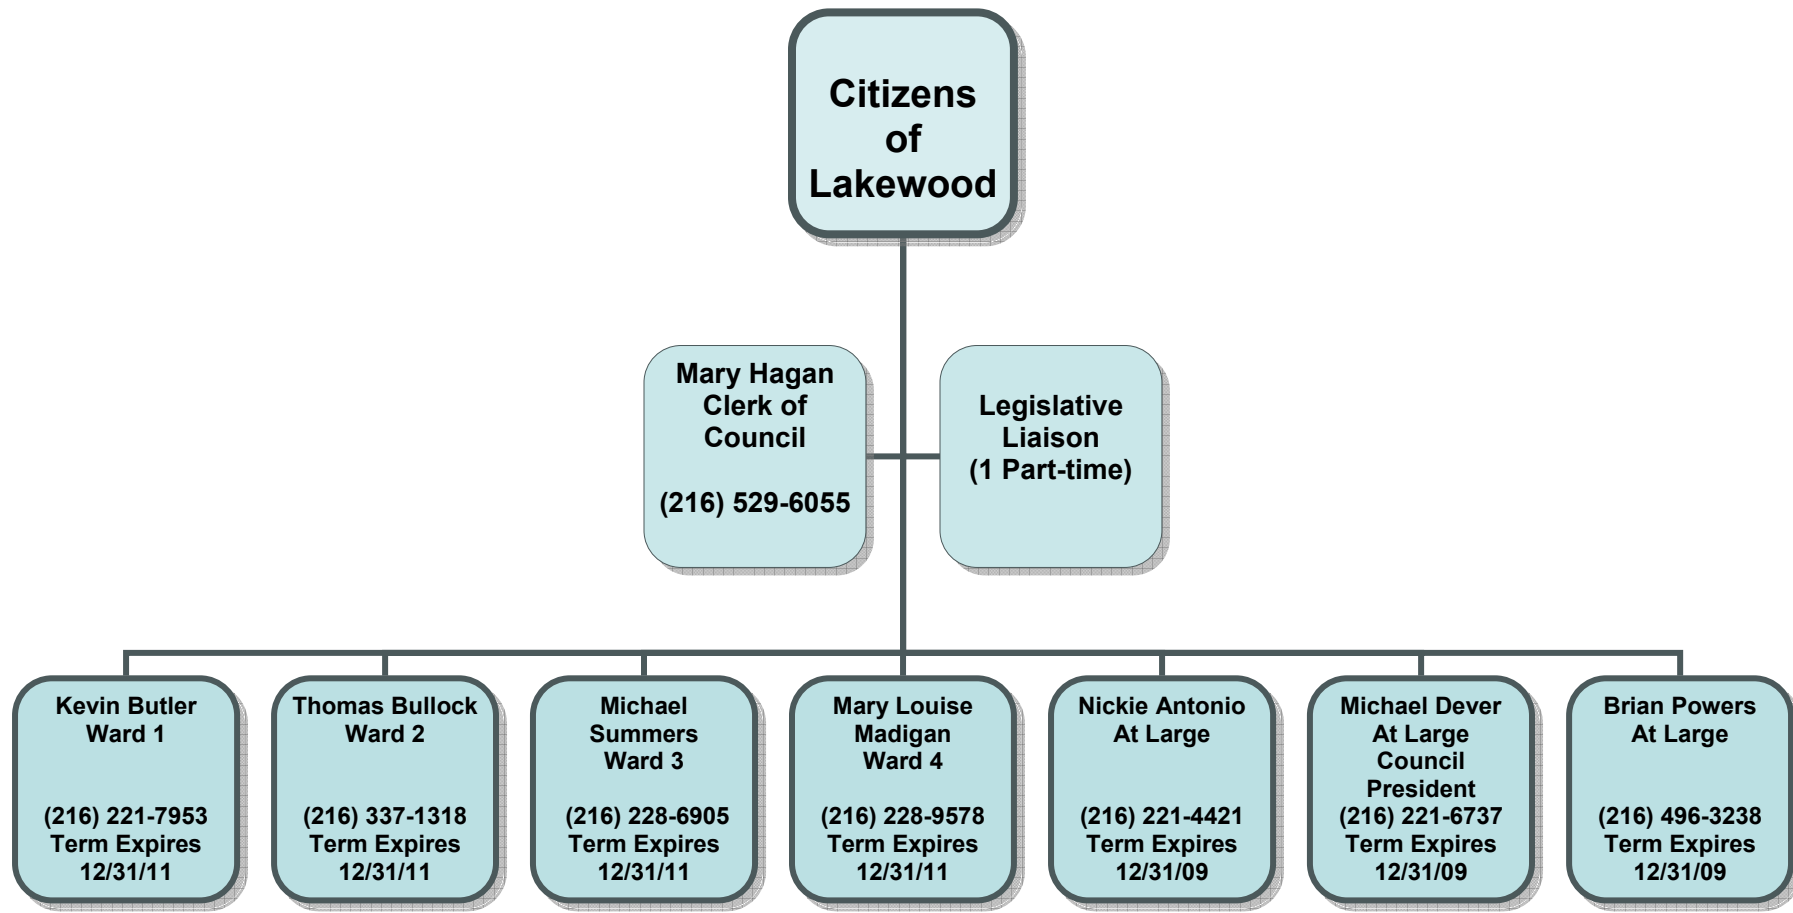 Citizens
of
Lakewood
Mary Hagan
Clerk of
Council
(216) 529-6055
Legislative
Liaison
(1 Part-time)
Kevin Butler
Ward 1
(216) 221-7953
Term Expires
12/31/11
Thomas Bullock
Ward 2
(216) 337-1318
Term Expires
12/31/11
Michael
Summers
Ward 3
(216) 228-6905
Term Expires
12/31/11
Mary Louise
Madigan
Ward 4
(216) 228-9578
Term Expires
12/31/11
Nickie Antonio
At Large
(216) 221-4421
Term Expires
12/31/09
Michael Dever
At Large
Council
President
(216) 221-6737
Term Expires
12/31/09
Brian Powers
At Large
(216) 496-3238
Term Expires
12/31/09